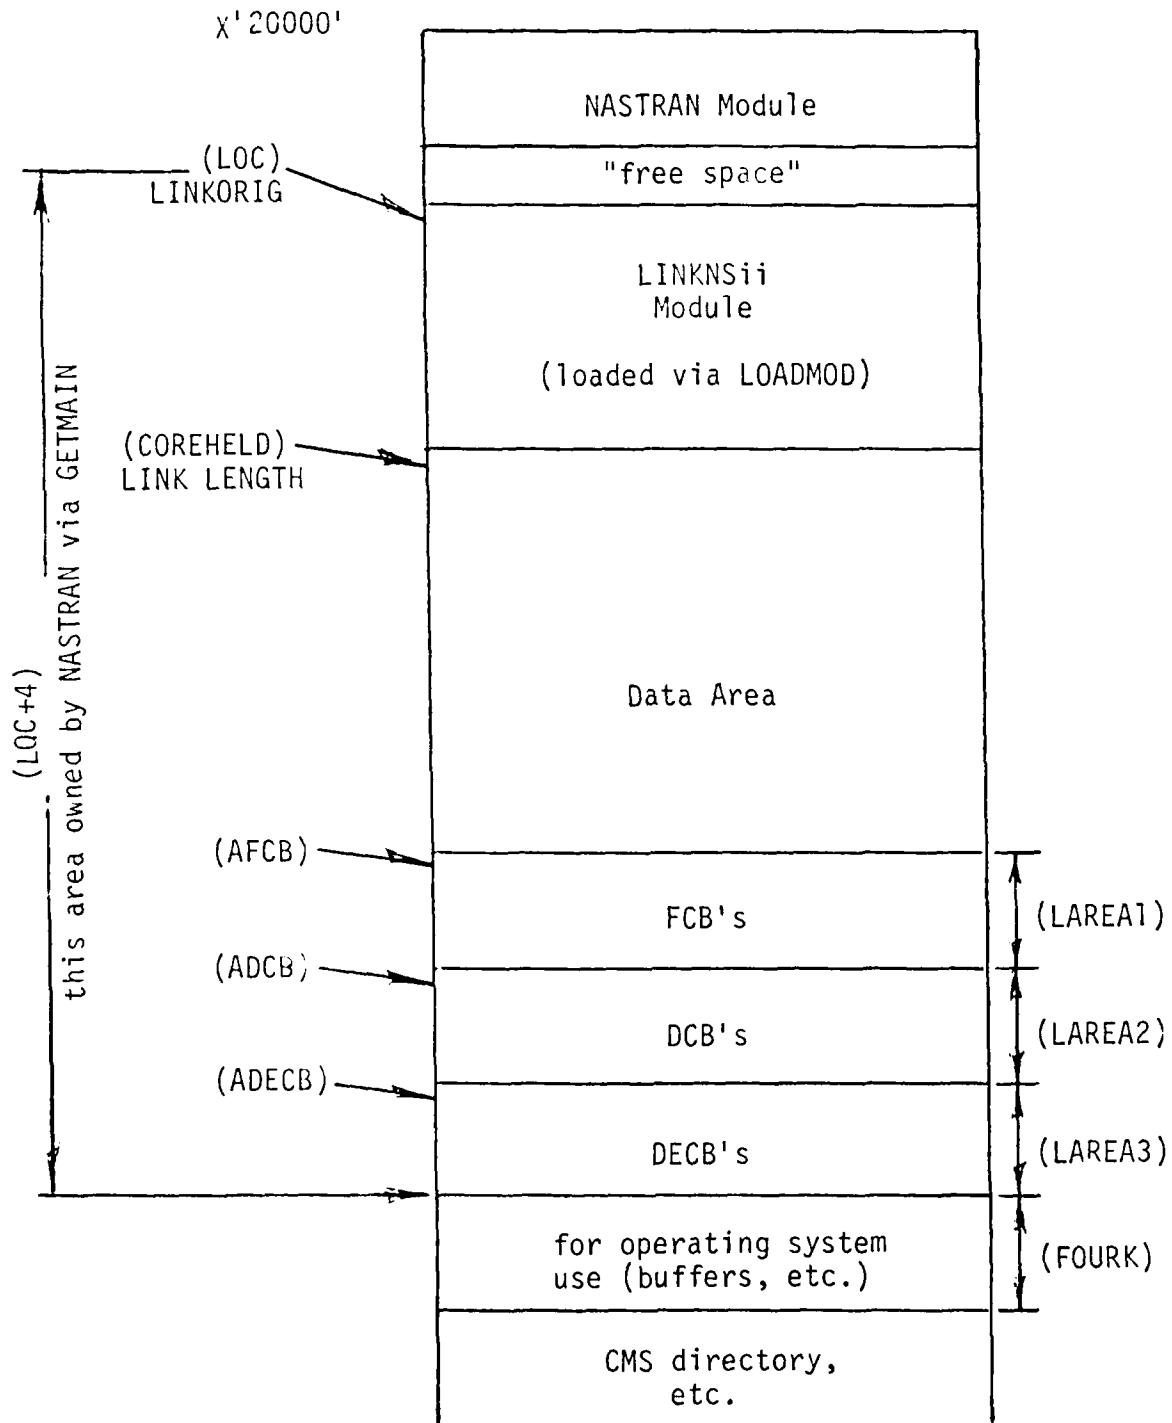 X'20000'
NASTRAN Module
"free space"
(LOC)
LINKORIG
LINKNSii
Module
(loaded via LOADMOD)
(COREHELD)
LINK LENGTH
(LOC+4)
this area owned by NASTRAN via GETMAIN
Data Area
(AFCB)
FCB's
(LAREA1)
(ADCB)
DCB's
(LAREA2)
(ADECB)
DECB's
(LAREA3)
for operating system
use (buffers, etc.)
(FOURK)
CMS directory,
etc.